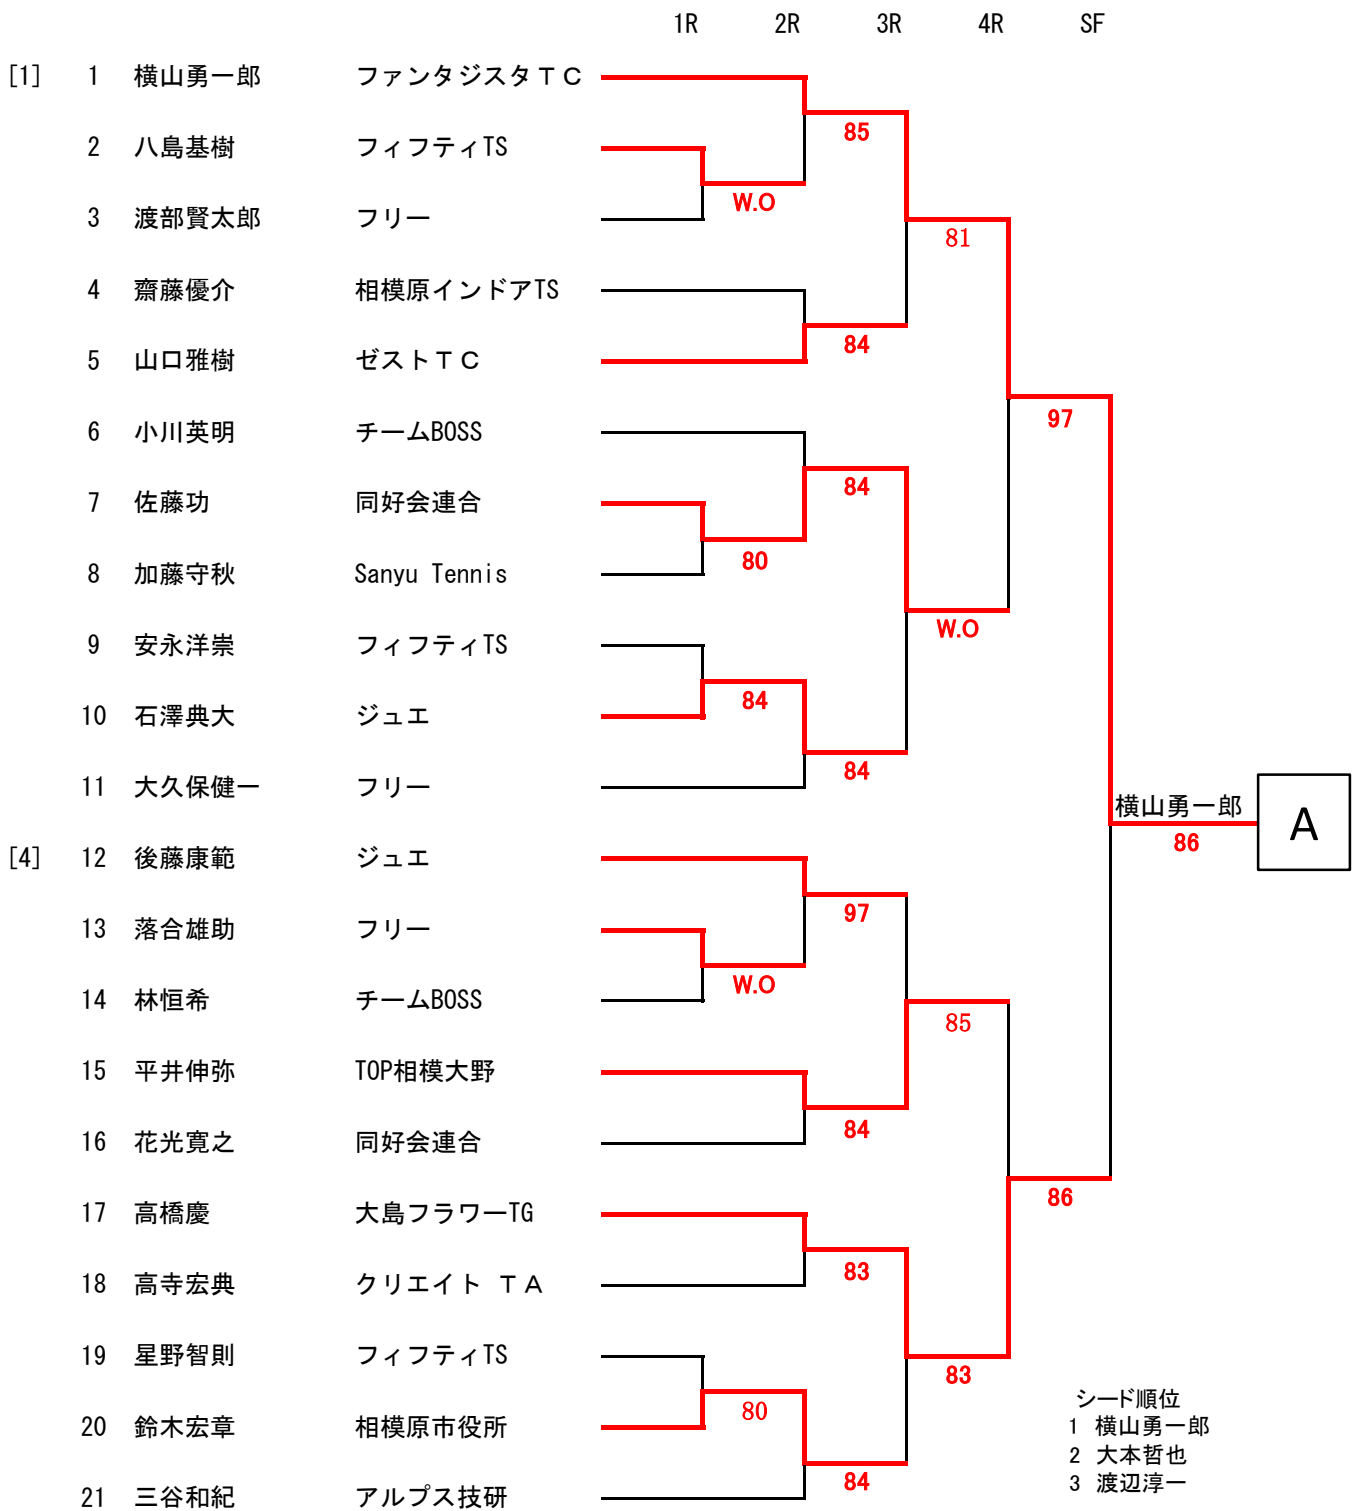 1R 2R 3R 4R SF
[1] 1 横山勇一郎 ファンタジスタＴＣ
85
2 八島基樹 フィフティTS
W.O
3 渡部賢太郎 フリー
81
4 齋藤優介 相模原インドアTS
84
5 山口雅樹 ゼストＴＣ
97
6 小川英明 チームBOSS
84
7 佐藤功 同好会連合
80
8 加藤守秋 Sanyu Tennis
W.O
9 安永洋崇 フィフティTS
84
10 石澤典大 ジュエ
84
11 大久保健一 フリー
横山勇一郎 A
86
[4] 12 後藤康範 ジュエ
97
13 落合雄助 フリー
W.O
14 林恒希 チームBOSS
85
15 平井伸弥 TOP相模大野
84
16 花光寛之 同好会連合
86
17 高橋慶 大島フラワーTG
83
18 高寺宏典 クリエイト ＴＡ
19 星野智則 フィフティTS
83
シード順位
80
20 鈴木宏章 相模原市役所
1 横山勇一郎
2 大本哲也
84
3 渡辺淳一
21 三谷和紀 アルプス技研